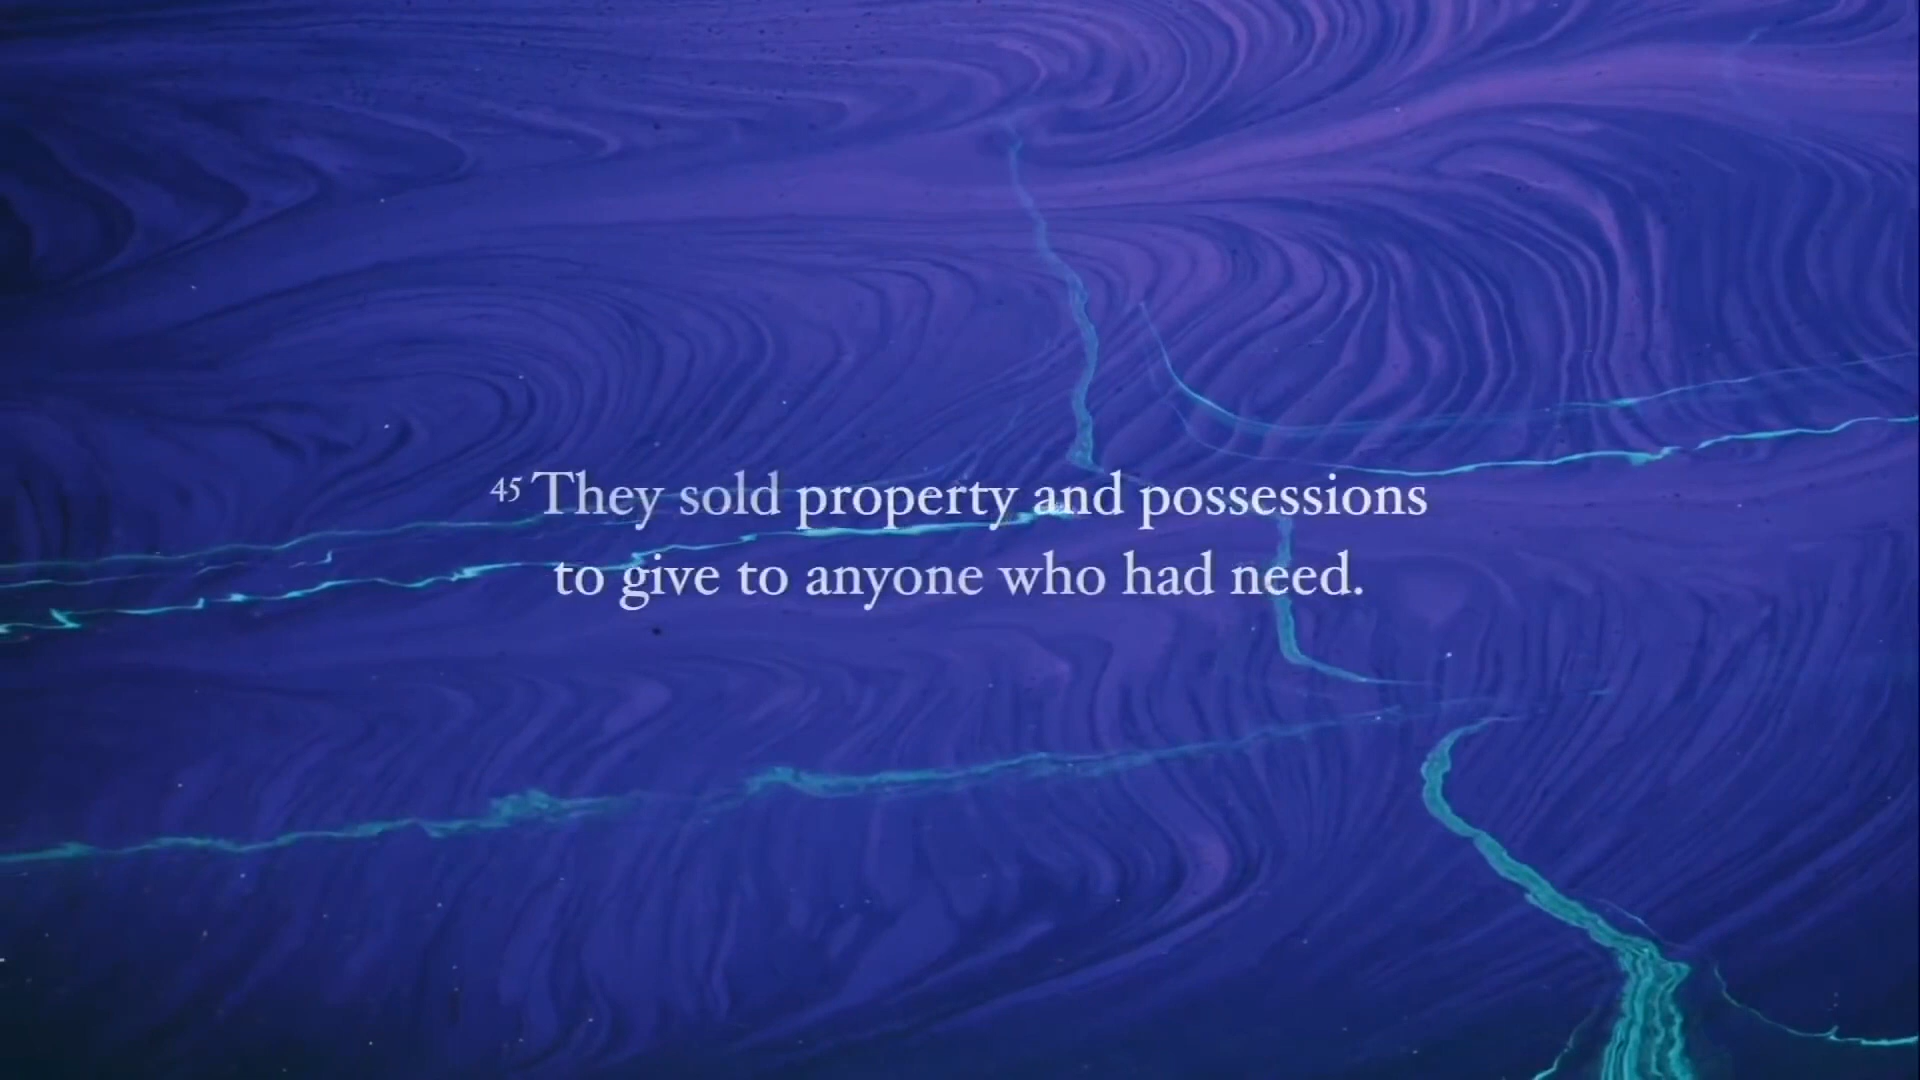 45 They sold property and possessions
to give to anyone who had need.